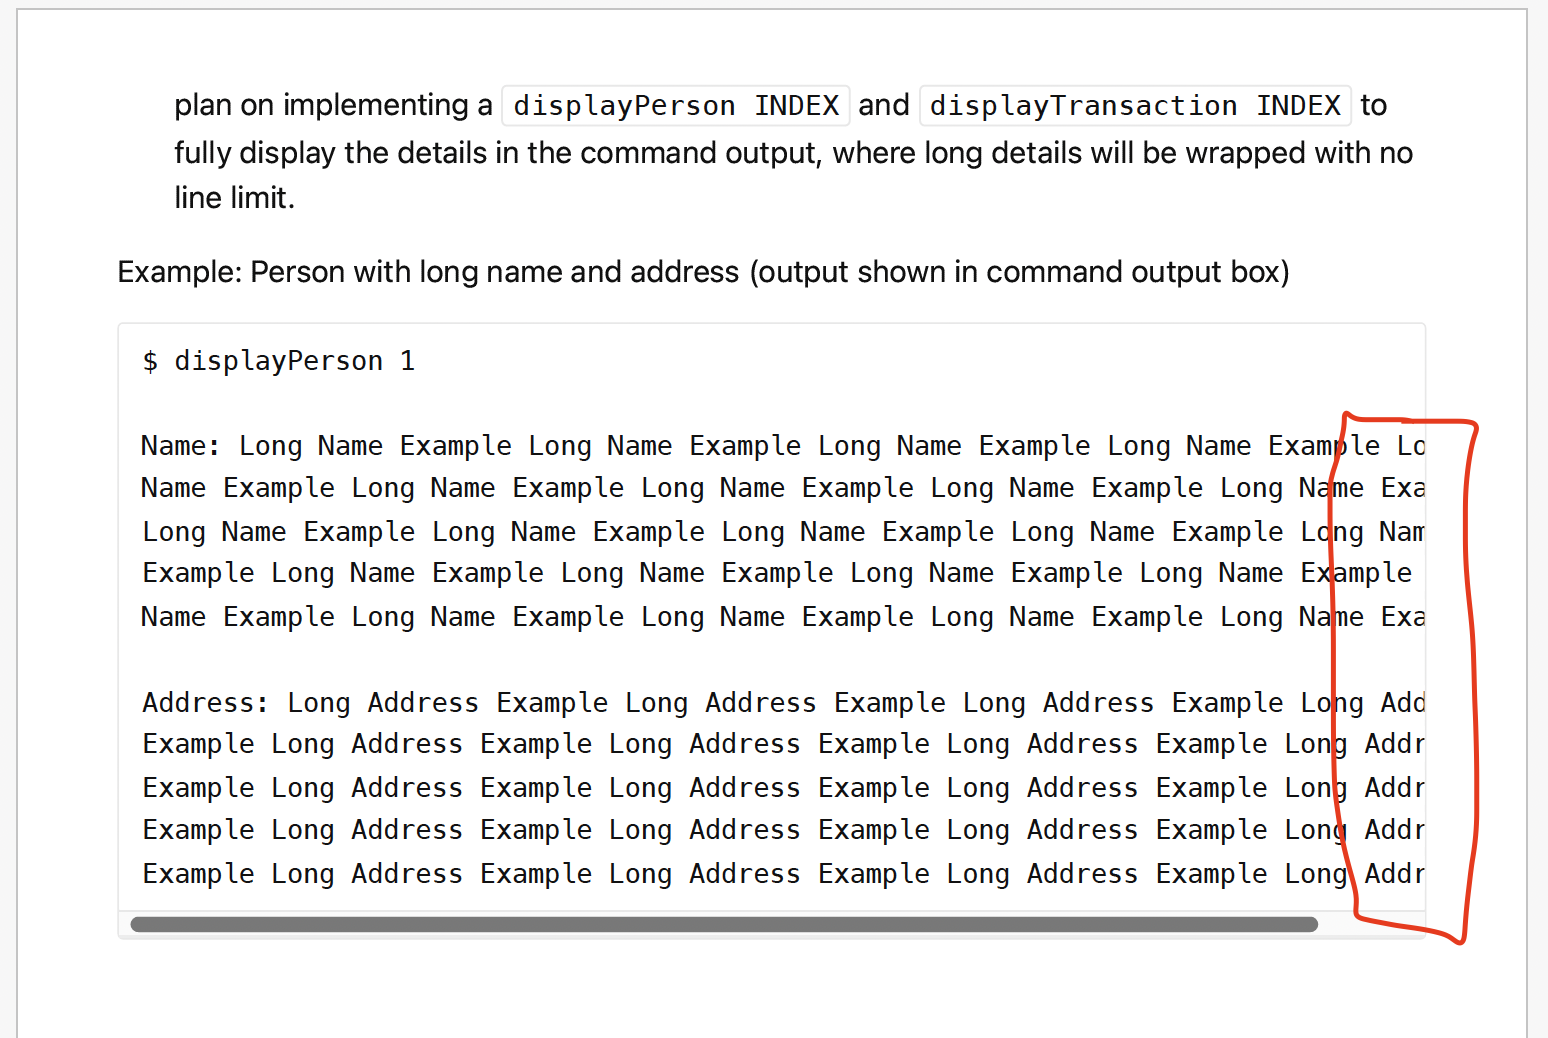 plan on implementing a displayPerson INDEX and displayTransaction INDEX to
fully display the details in the command output, where long details will be wrapped with no
line limit.
Example: Person with long name and address (output shown in command output box)
$ displayPerson 1
Name: Long Name Example Long Name Example Long Name Example Long Name Example Lo
Name Example Long Name Example Long Name Example Long Name Example Long Name Exa
Long Name Example Long Name Example Long Name Example Long Name Example Long Nam
Example Long Name Example Long Name Example Long Name Example Long Name Example
Name Example Long Name Example Long Name Example Long Name Example Long Name Exa
Address: Long Address Example Long Address Example Long Address Example Long Add
Example Long Address Example Long Address Example Long Address Example Long Addr
Example Long Address Example Long Address Example Long Address Example Long Addr
Example Long Address Example Long Address Example Long Address Example Long Addr
Example Long Address Example Long Address Example Long Address Example Long Addr